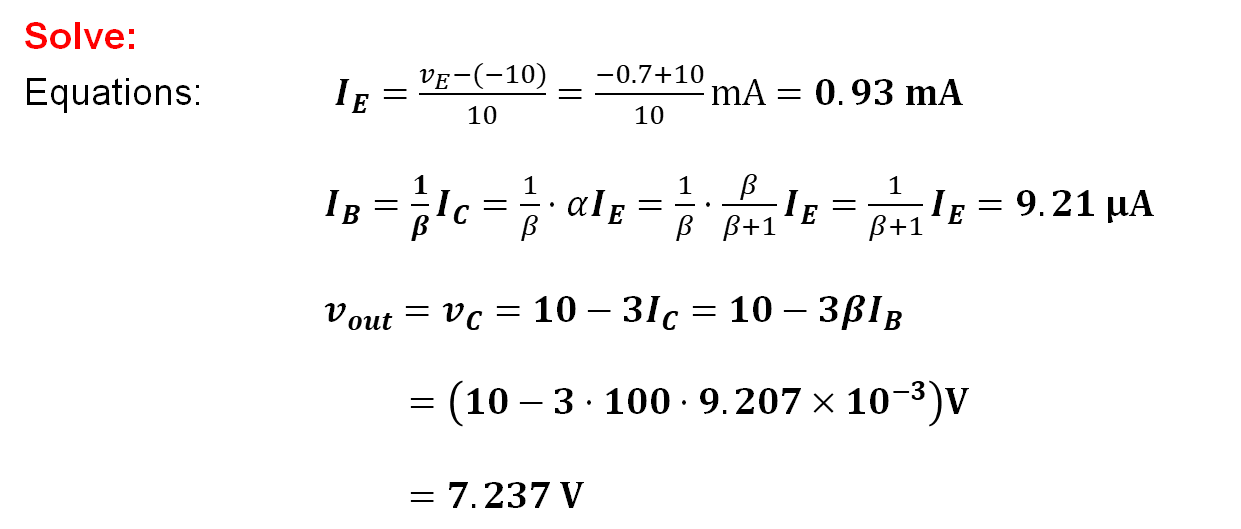 Solve:
Equations: I_E = (v_E−(−10))/10 = (−0.7+10)/10 mA = 0.93 mA
I_B = 1/β I_C = 1/β · αI_E = 1/β · β/(β+1) I_E = 1/(β+1) I_E = 9.21 μA
v_out = v_C = 10 − 3I_C = 10 − 3βI_B
= (10 − 3 · 100 · 9.207 × 10⁻³)V
= 7.237 V